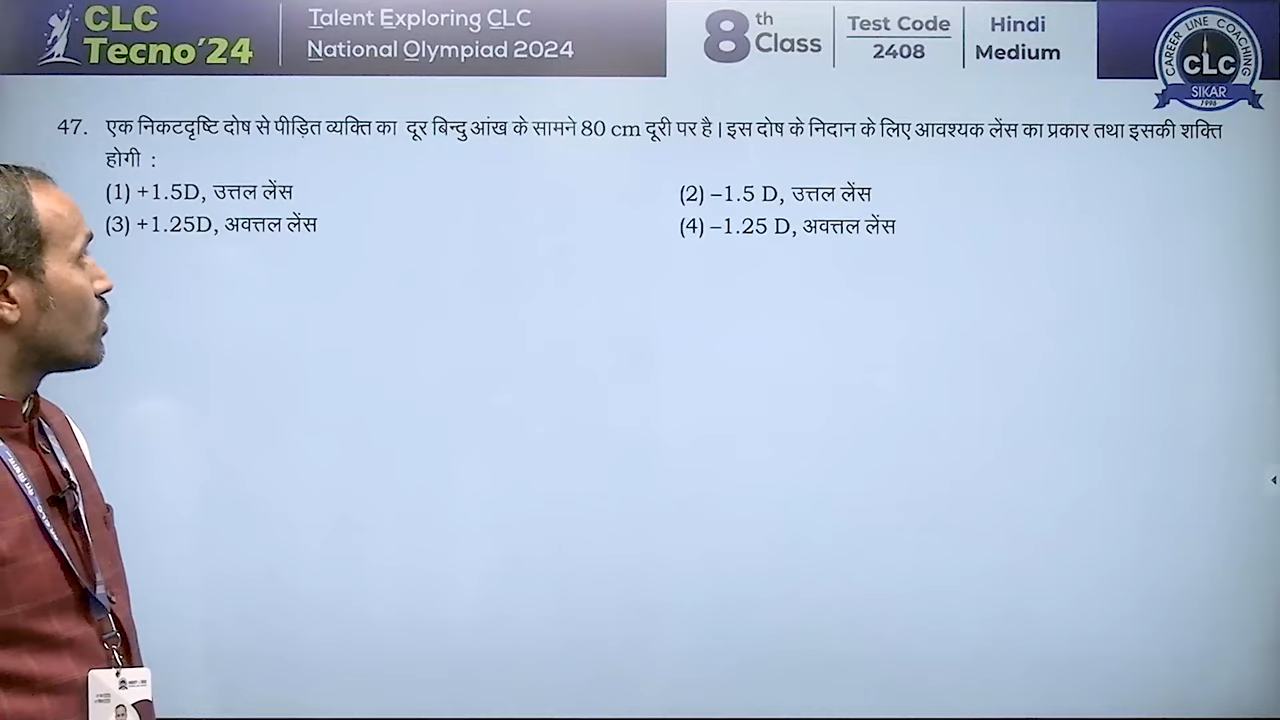 CLC
Tecno'24
Talent Exploring CLC
National Olympiad 2024
8th Class
Test Code
2408
Hindi
Medium
CAREER LINE COACHING
CLC
SIKAR
1996
47. एक निकटदृष्टि दोष से पीड़ित व्यक्ति का दूर बिन्दु आंख के सामने 80 cm दूरी पर है। इस दोष के निदान के लिए आवश्यक लेंस का प्रकार तथा इसकी शक्ति
होगी :
(1) +1.5D, उत्तल लेंस
(2) –1.5 D, उत्तल लेंस
(3) +1.25D, अवत्तल लेंस
(4) –1.25 D, अवत्तल लेंस